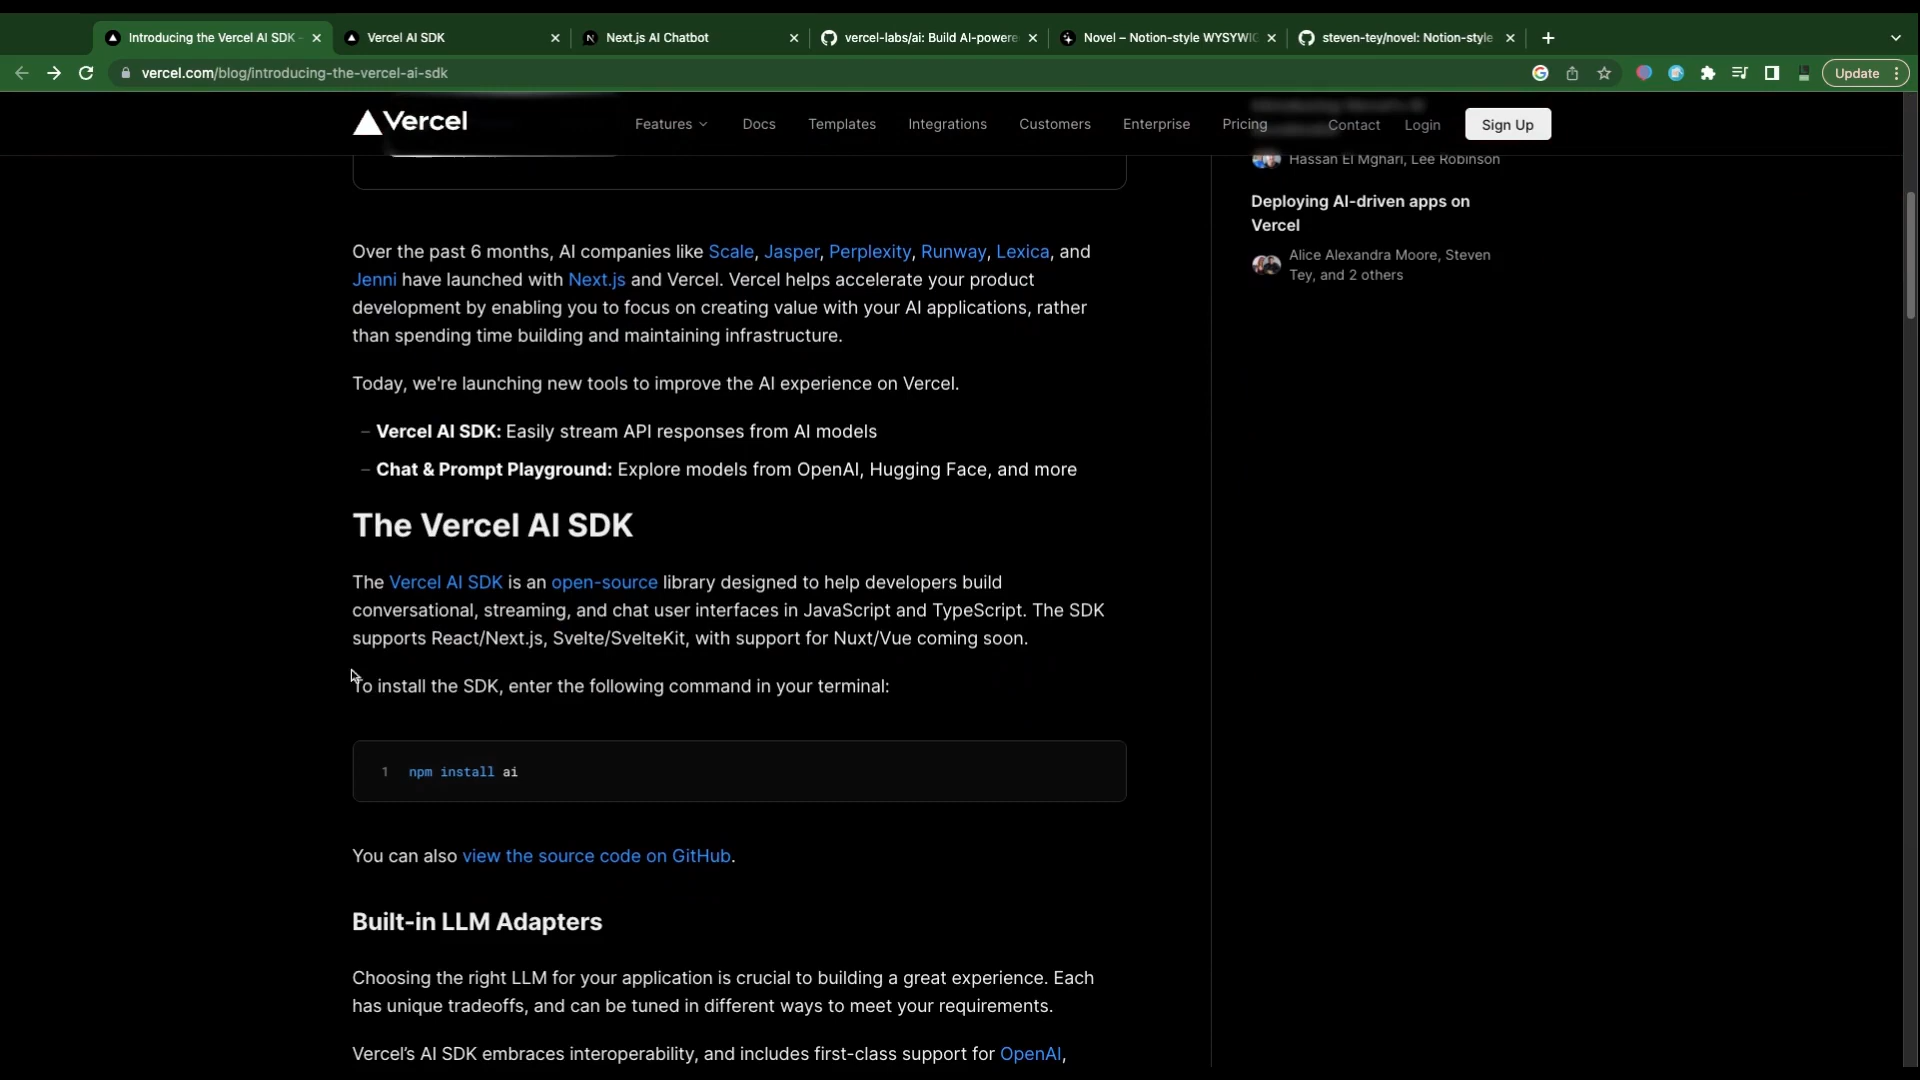 Introducing the Vercel AI SDK -
Vercel AI SDK
Next.js AI Chatbot
vercel-labs/ai: Build AI-powere
Novel – Notion-style WYSYWIG
steven-tey/novel: Notion-style
vercel.com/blog/introducing-the-vercel-ai-sdk
Update
Vercel
Features
Docs
Templates
Integrations
Customers
Enterprise
Pricing
Contact
Login
Sign Up
Hassan El Mghari, Lee Robinson
Deploying AI-driven apps on
Vercel
Alice Alexandra Moore, Steven
Tey, and 2 others
Over the past 6 months, AI companies like Scale, Jasper, Perplexity, Runway, Lexica, and
Jenni have launched with Next.js and Vercel. Vercel helps accelerate your product
development by enabling you to focus on creating value with your AI applications, rather
than spending time building and maintaining infrastructure.
Today, we're launching new tools to improve the AI experience on Vercel.
– Vercel AI SDK: Easily stream API responses from AI models
– Chat & Prompt Playground: Explore models from OpenAI, Hugging Face, and more
The Vercel AI SDK
The Vercel AI SDK is an open-source library designed to help developers build
conversational, streaming, and chat user interfaces in JavaScript and TypeScript. The SDK
supports React/Next.js, Svelte/SvelteKit, with support for Nuxt/Vue coming soon.
To install the SDK, enter the following command in your terminal:
1 npm install ai
You can also view the source code on GitHub.
Built-in LLM Adapters
Choosing the right LLM for your application is crucial to building a great experience. Each
has unique tradeoffs, and can be tuned in different ways to meet your requirements.
Vercel’s AI SDK embraces interoperability, and includes first-class support for OpenAI,